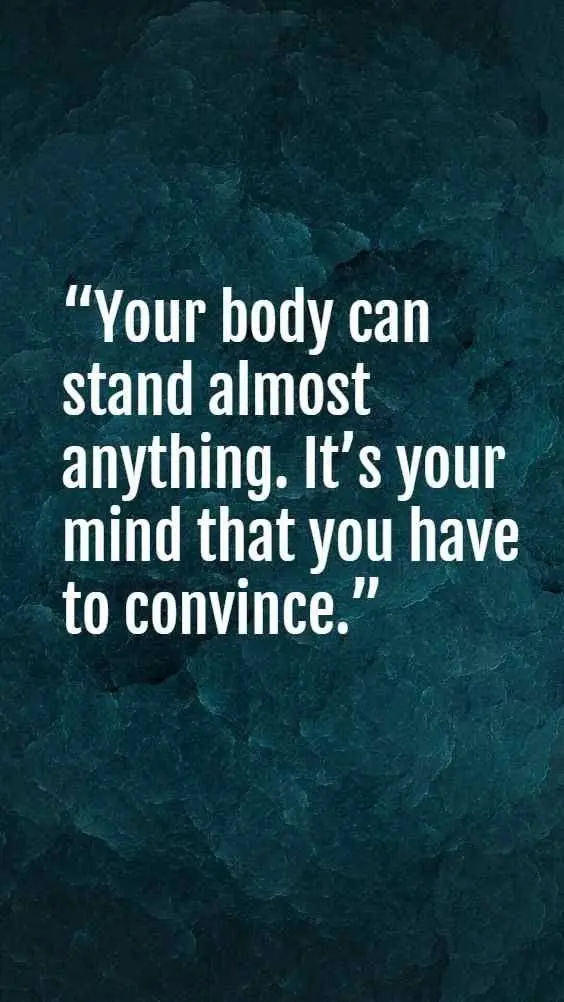 “Your body can
stand almost
anything. It’s your
mind that you have
to convince.”